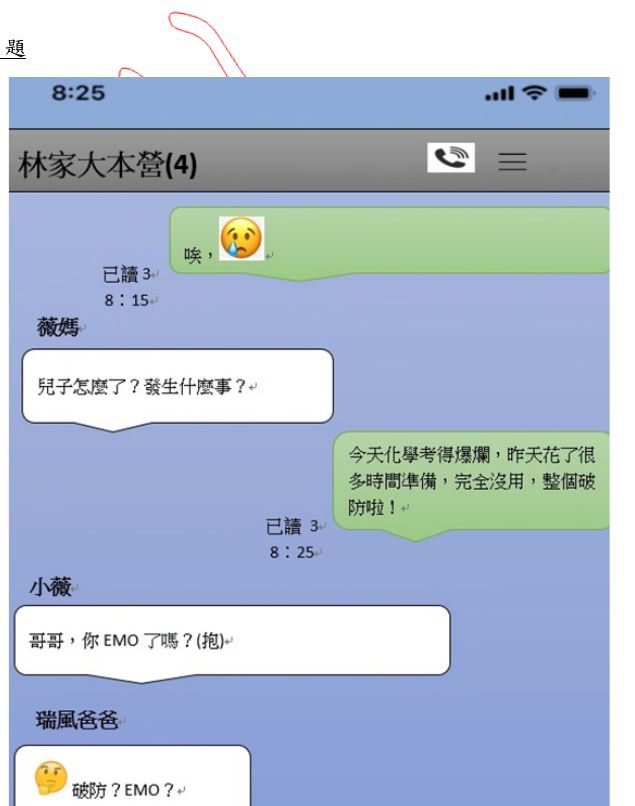 題
8:25
林家大本營(4)
唉，
已讀 3
8：15
薇媽
兒子怎麼了？發生什麼事？
今天化學考得爆爛，昨天花了很
多時間準備，完全沒用，整個破
防啦！
已讀 3
8：25
小薇
哥哥，你 EMO 了嗎？(抱)
瑞風爸爸
破防？EMO？